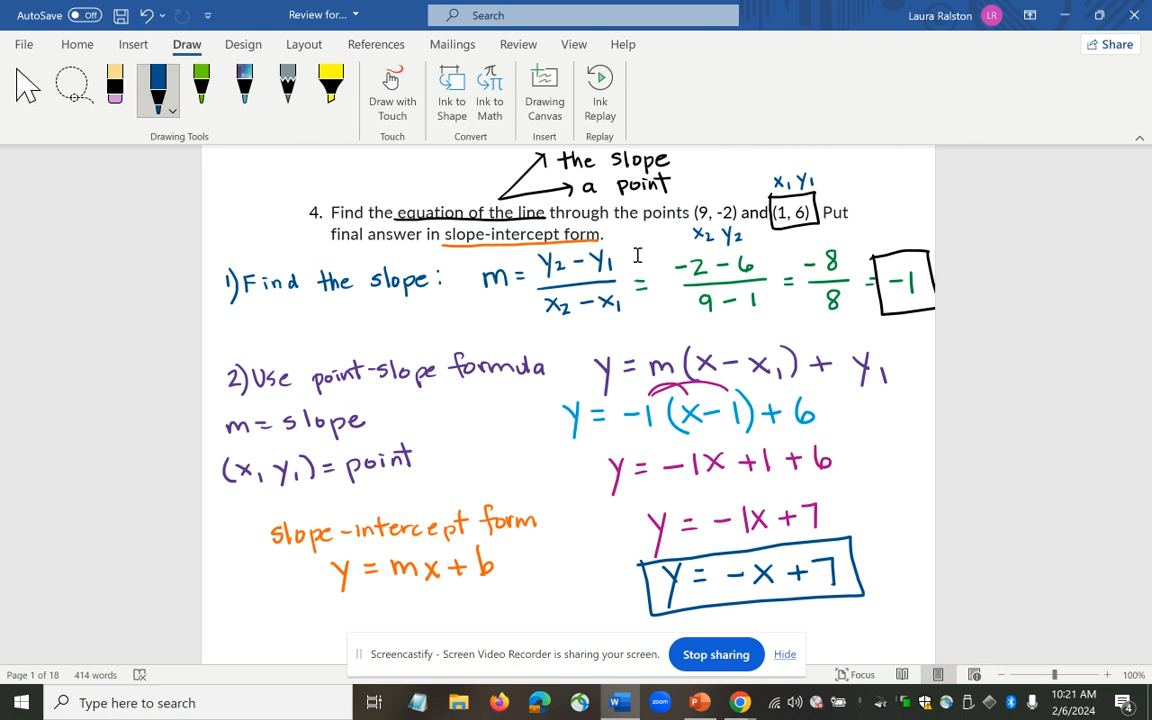 AutoSave Off Review for... Search Laura Ralston LR
File Home Insert Draw Design Layout References Mailings Review View Help Share
Draw with Touch Ink to Shape Ink to Math Drawing Canvas Ink Replay
Drawing Tools Touch Convert Insert Replay
the slope
a point
x1 y1
4. Find the equation of the line through the points (9, -2) and (1, 6). Put
final answer in slope-intercept form.
x2 y2
1) Find the slope: m = y2 - y1 / x2 - x1 = -2 - 6 / 9 - 1 = -8 / 8 = -1
2) Use point-slope formula y = m(x - x1) + y1
m = slope y = -1(x - 1) + 6
(x1 y1) = point y = -1x + 1 + 6
slope-intercept form y = -1x + 7
y = mx + b y = -x + 7
Screencastify - Screen Video Recorder is sharing your screen. Stop sharing Hide
Page 1 of 18 414 words Focus 100%
Type here to search 10:21 AM
2/6/2024 4